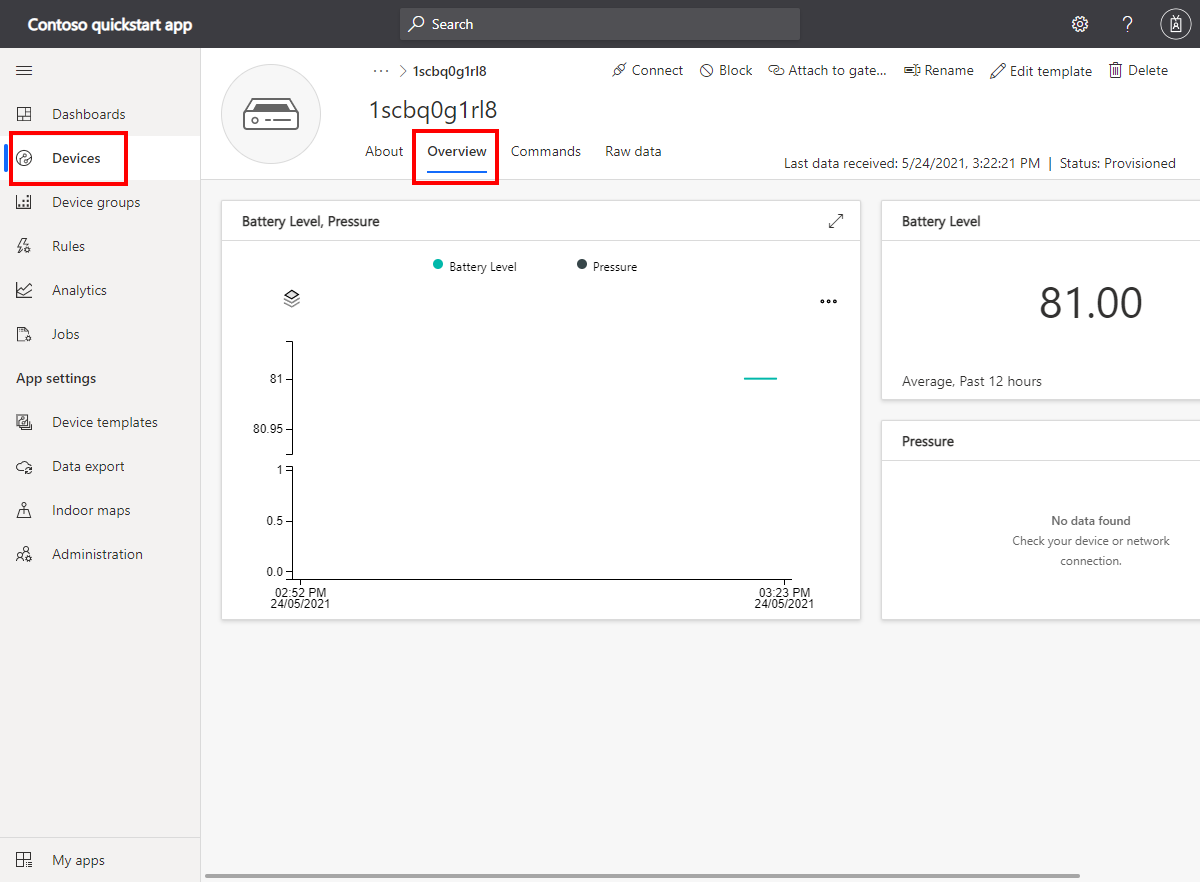 Contoso quickstart app
Search
··· > 1scbq0g1rl8
Connect
Block
Attach to gate...
Rename
Edit template
Delete
1scbq0g1rl8
About
Overview
Commands
Raw data
Last data received: 5/24/2021, 3:22:21 PM | Status: Provisioned
Dashboards
Devices
Device groups
Rules
Analytics
Jobs
App settings
Device templates
Data export
Indoor maps
Administration
My apps
Battery Level, Pressure
Battery Level
Pressure
81
80.95
1
0.5
0.0
02:52 PM
24/05/2021
03:23 PM
24/05/2021
Battery Level
81.00
Average, Past 12 hours
Pressure
No data found
Check your device or network
connection.